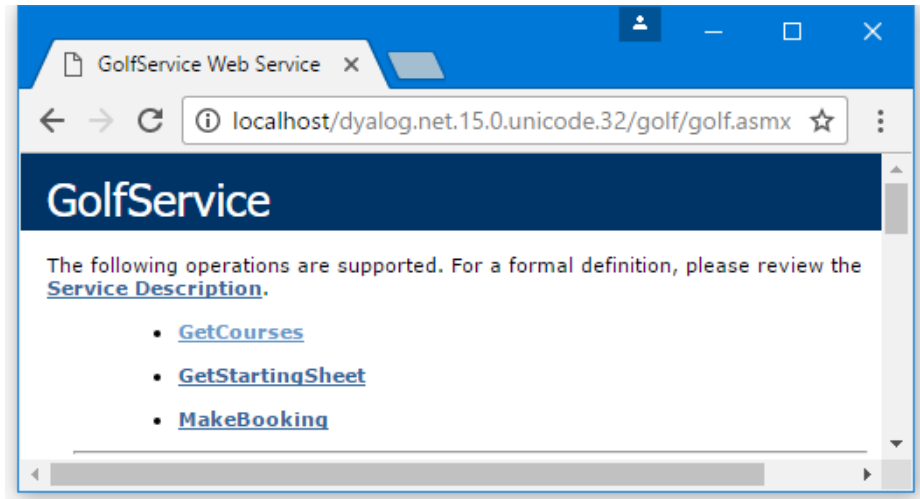 GolfService Web Service
localhost/dyalog.net.15.0.unicode.32/golf/golf.asmx
GolfService
The following operations are supported. For a formal definition, please review the
Service Description.
GetCourses
GetStartingSheet
MakeBooking